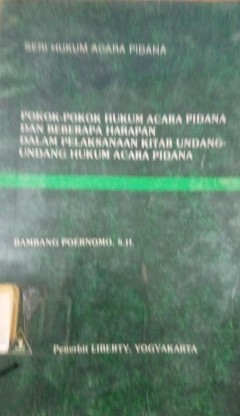 SERI HUKUM ACARA PIDANA
POKOK-POKOK HUKUM ACARA PIDANA
DAN BEBERAPA HARAPAN
DALAM PELAKSANAAN KITAB UNDANG-
UNDANG HUKUM ACARA PIDANA
BAMBANG POERNOMO, S.H.
Penerbit LIBERTY, YOGYAKARTA